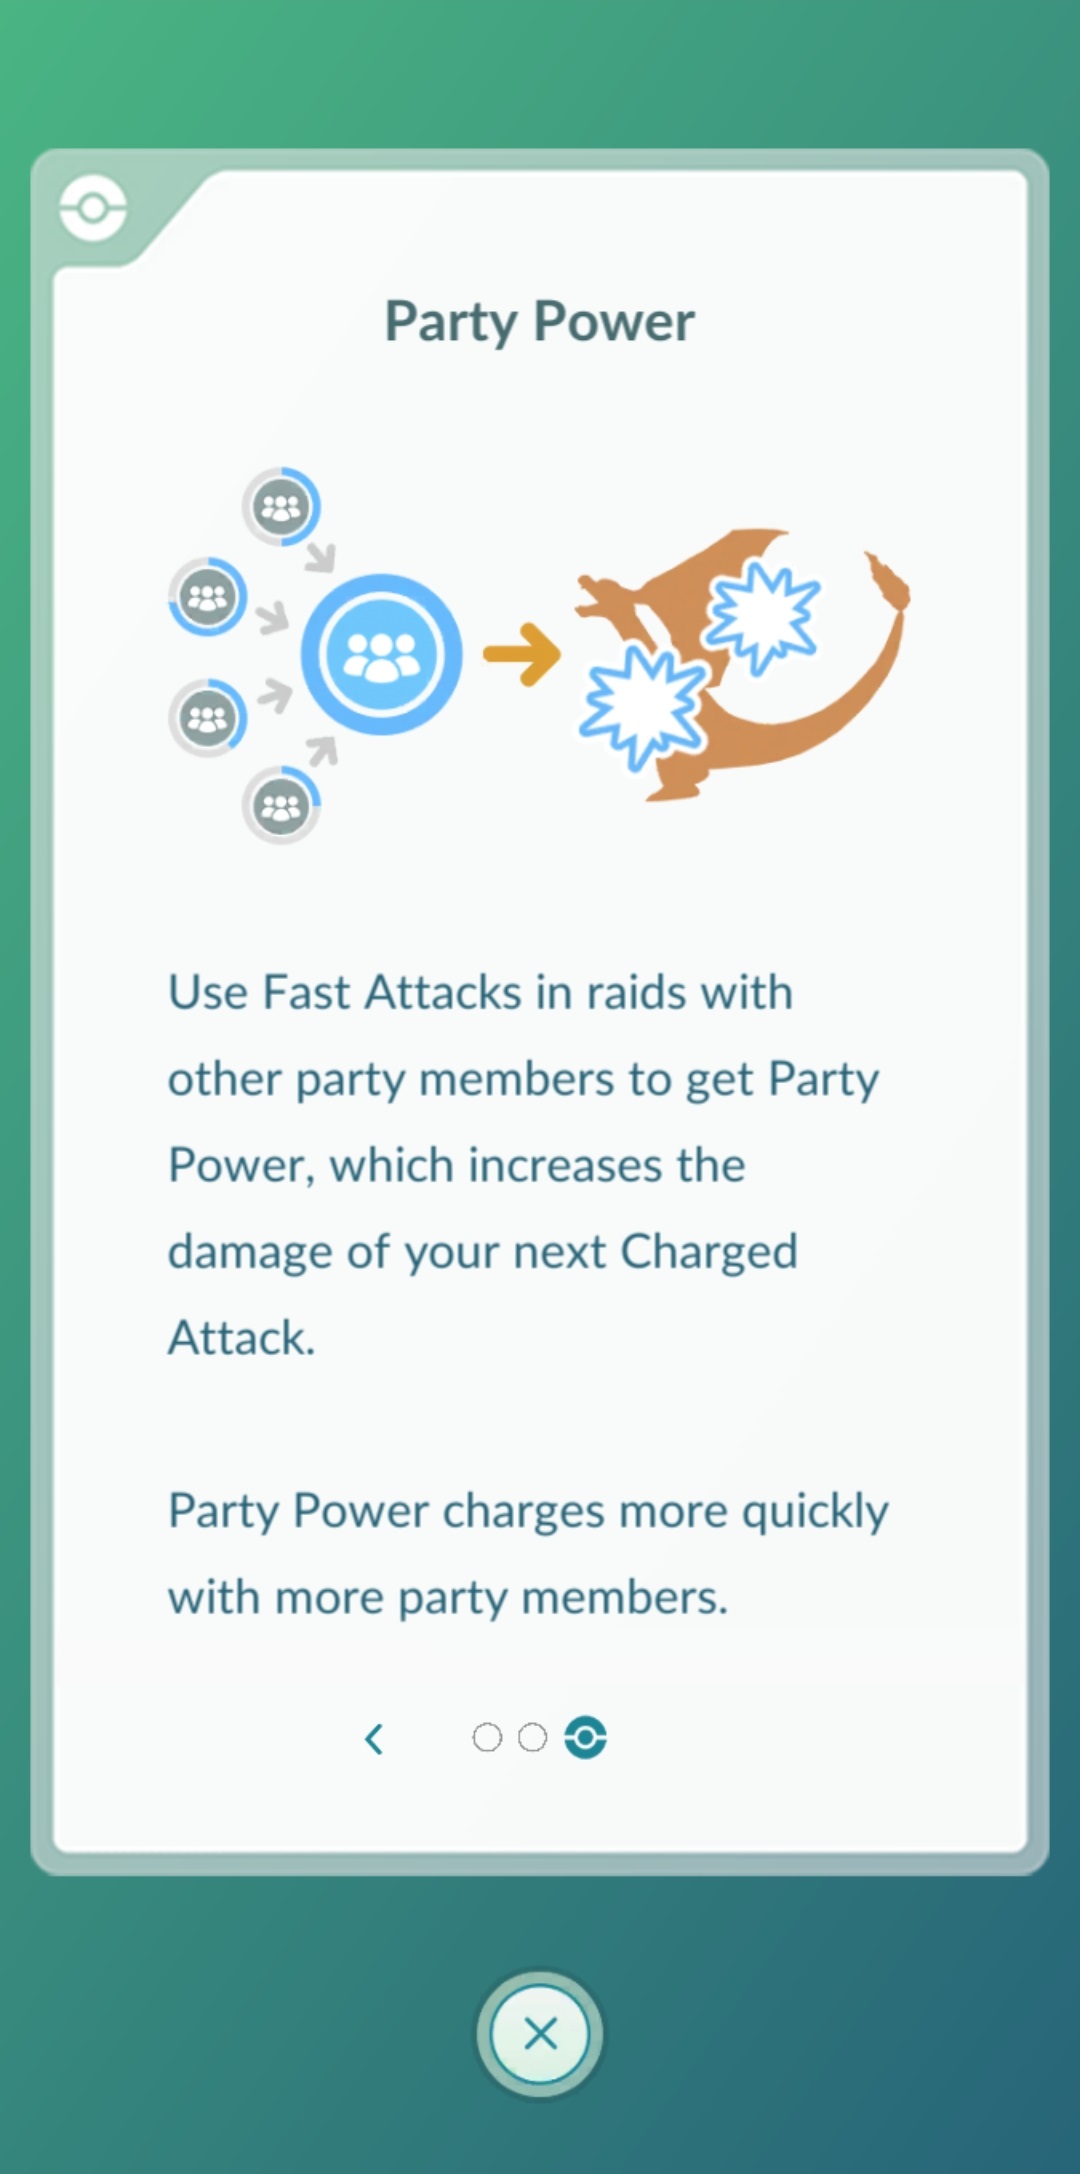 Party Power
Use Fast Attacks in raids with
other party members to get Party
Power, which increases the
damage of your next Charged
Attack.
Party Power charges more quickly
with more party members.